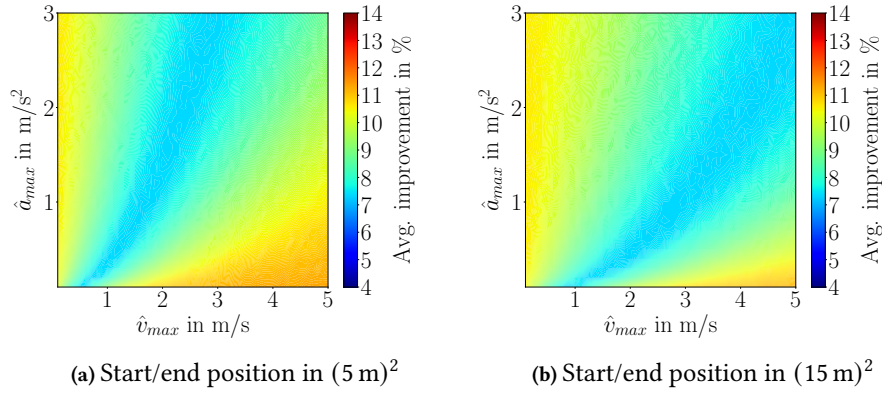 3
2
1
1 2 3 4 5
â_max in m/s²
v̂_max in m/s
14
13
12
11
10
9
8
7
6
5
4
Avg. improvement in %
(a) Start/end position in (5 m)²
3
2
1
1 2 3 4 5
â_max in m/s²
v̂_max in m/s
14
13
12
11
10
9
8
7
6
5
4
Avg. improvement in %
(b) Start/end position in (15 m)²